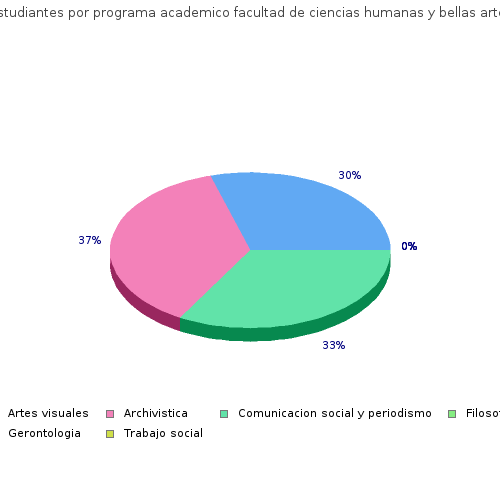 studiantes por programa academico facultad de ciencias humanas y bellas arte
30%
37%
0%
33%
Artes visuales Archivistica Comunicacion social y periodismo Filoso
Gerontologia Trabajo social